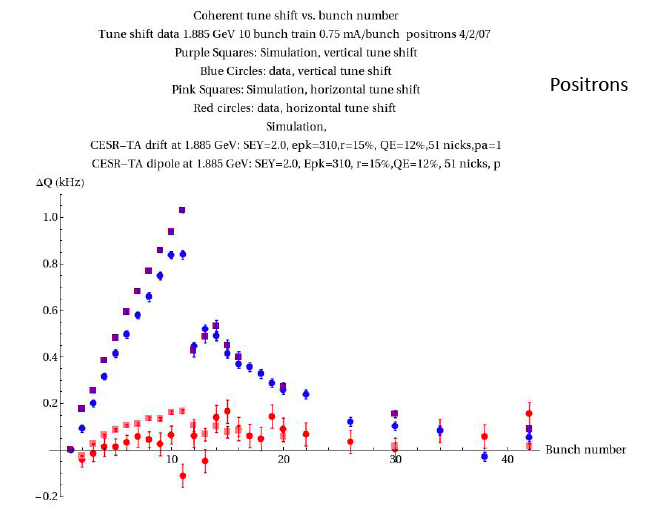 Coherent tune shift vs. bunch number
Tune shift data 1.885 GeV 10 bunch train 0.75 mA/bunch positrons 4/2/07
Purple Squares: Simulation, vertical tune shift
Positrons
Blue Circles: data, vertical tune shift
Pink Squares: Simulation, horizontal tune shift
Red circles: data, horizontal tune shift
Simulation,
CESR-TA drift at 1.885 GeV: SEY=2.0, epk=310,r=15%, QE=12%,51 nicks,pa=1
CESR-TA dipole at 1.885 GeV: SEY=2.0, Epk=310, r=15%,QE=12%, 51 nicks, p
ΔQ (kHz)
1.0
0.8
0.6
0.4
0.2
-0.2
10
20
30
40
Bunch number